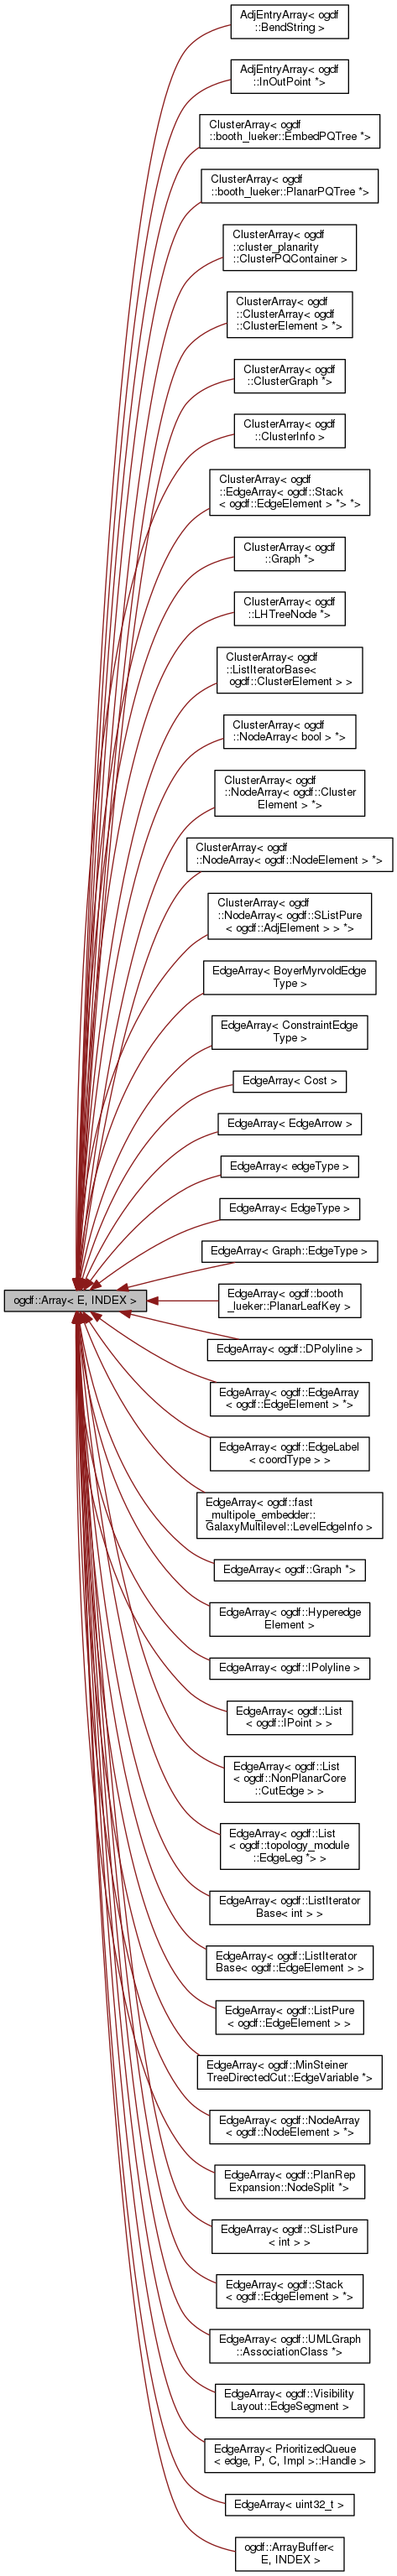 AdjEntryArray< ogdf
::BendString >
AdjEntryArray< ogdf
::InOutPoint *>
ClusterArray< ogdf
::booth_lueker::EmbedPQTree *>
ClusterArray< ogdf
::booth_lueker::PlanarPQTree *>
ClusterArray< ogdf
::cluster_planarity
::ClusterPQContainer >
ClusterArray< ogdf
::ClusterArray< ogdf
::ClusterElement > *>
ClusterArray< ogdf
::ClusterGraph *>
ClusterArray< ogdf
::ClusterInfo >
ClusterArray< ogdf
::EdgeArray< ogdf::Stack
< ogdf::EdgeElement > *> *>
ClusterArray< ogdf
::Graph *>
ClusterArray< ogdf
::LHTreeNode *>
ClusterArray< ogdf
::ListIteratorBase<
ogdf::ClusterElement > >
ClusterArray< ogdf
::NodeArray< bool > *>
ClusterArray< ogdf
::NodeArray< ogdf::Cluster
Element > *>
ClusterArray< ogdf
::NodeArray< ogdf::NodeElement > *>
ClusterArray< ogdf
::NodeArray< ogdf::SListPure
< ogdf::AdjElement > > *>
EdgeArray< BoyerMyrvoldEdge
Type >
EdgeArray< ConstraintEdge
Type >
EdgeArray< Cost >
EdgeArray< EdgeArrow >
EdgeArray< edgeType >
EdgeArray< EdgeType >
EdgeArray< Graph::EdgeType >
ogdf::Array< E, INDEX >
EdgeArray< ogdf::booth
_lueker::PlanarLeafKey >
EdgeArray< ogdf::DPolyline >
EdgeArray< ogdf::EdgeArray
< ogdf::EdgeElement > *>
EdgeArray< ogdf::EdgeLabel
< coordType > >
EdgeArray< ogdf::fast
_multipole_embedder::
GalaxyMultilevel::LevelEdgeInfo >
EdgeArray< ogdf::Graph *>
EdgeArray< ogdf::Hyperedge
Element >
EdgeArray< ogdf::IPolyline >
EdgeArray< ogdf::List
< ogdf::IPoint > >
EdgeArray< ogdf::List
< ogdf::NonPlanarCore
::CutEdge > >
EdgeArray< ogdf::List
< ogdf::topology_module
::EdgeLeg *> >
EdgeArray< ogdf::ListIterator
Base< int > >
EdgeArray< ogdf::ListIterator
Base< ogdf::EdgeElement > >
EdgeArray< ogdf::ListPure
< ogdf::EdgeElement > >
EdgeArray< ogdf::MinSteiner
TreeDirectedCut::EdgeVariable *>
EdgeArray< ogdf::NodeArray
< ogdf::NodeElement > *>
EdgeArray< ogdf::PlanRep
Expansion::NodeSplit *>
EdgeArray< ogdf::SListPure
< int > >
EdgeArray< ogdf::Stack
< ogdf::EdgeElement > *>
EdgeArray< ogdf::UMLGraph
::AssociationClass *>
EdgeArray< ogdf::Visibility
Layout::EdgeSegment >
EdgeArray< PrioritizedQueue
< edge, P, C, Impl >::Handle >
EdgeArray< uint32_t >
ogdf::ArrayBuffer<
E, INDEX >